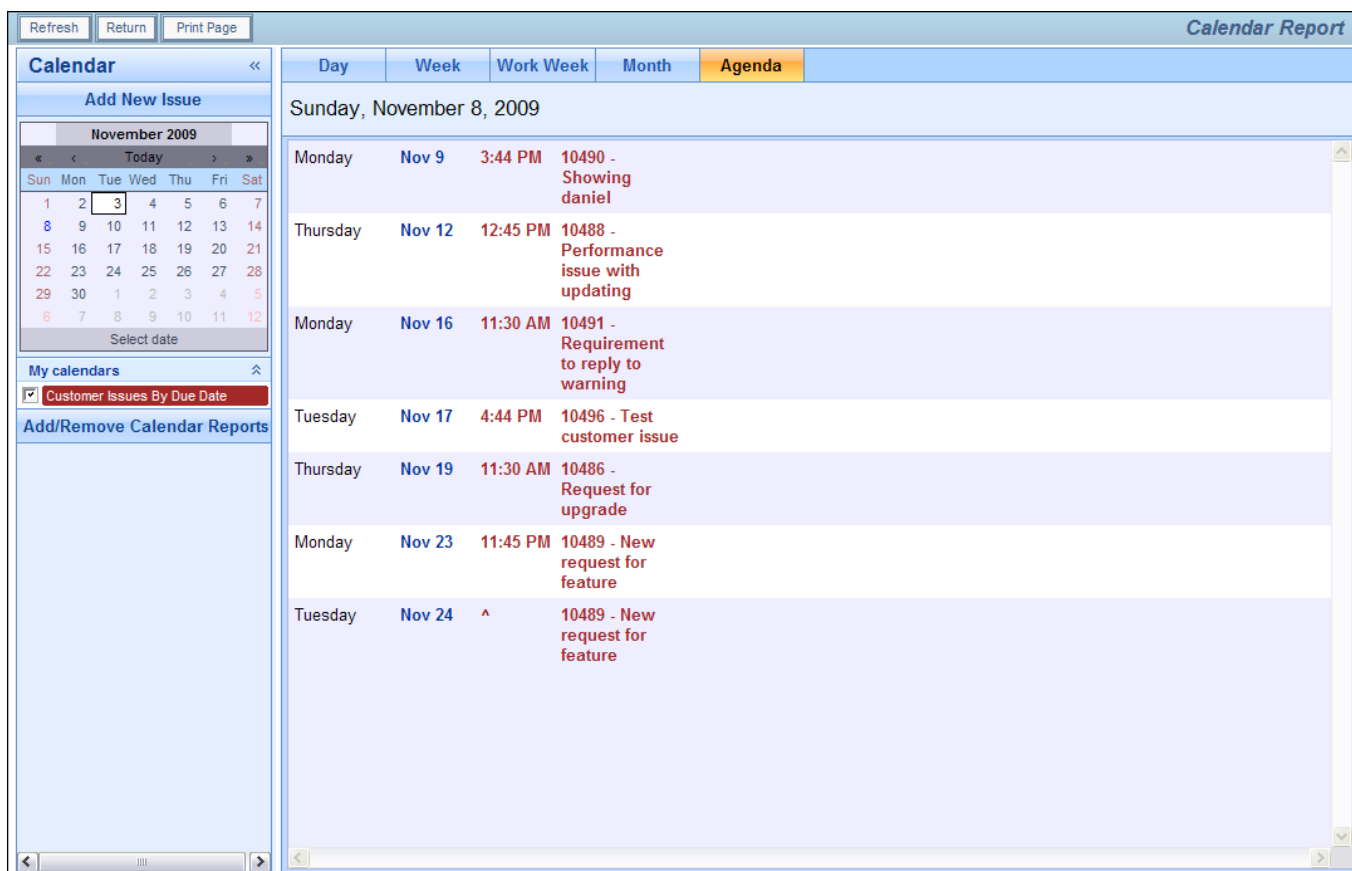 Refresh Return Print Page Calendar Report
Calendar «
Add New Issue
November 2009
« ‹ Today › »
Sun Mon Tue Wed Thu Fri Sat
1 2 3 4 5 6 7
8 9 10 11 12 13 14
15 16 17 18 19 20 21
22 23 24 25 26 27 28
29 30 1 2 3 4 5
6 7 8 9 10 11 12
Select date
My calendars
Customer Issues By Due Date
Add/Remove Calendar Reports
Day Week Work Week Month Agenda
Sunday, November 8, 2009
Monday Nov 9 3:44 PM 10490 -
Showing
daniel
Thursday Nov 12 12:45 PM 10488 -
Performance
issue with
updating
Monday Nov 16 11:30 AM 10491 -
Requirement
to reply to
warning
Tuesday Nov 17 4:44 PM 10496 - Test
customer issue
Thursday Nov 19 11:30 AM 10486 -
Request for
upgrade
Monday Nov 23 11:45 PM 10489 - New
request for
feature
Tuesday Nov 24 ^ 10489 - New
request for
feature